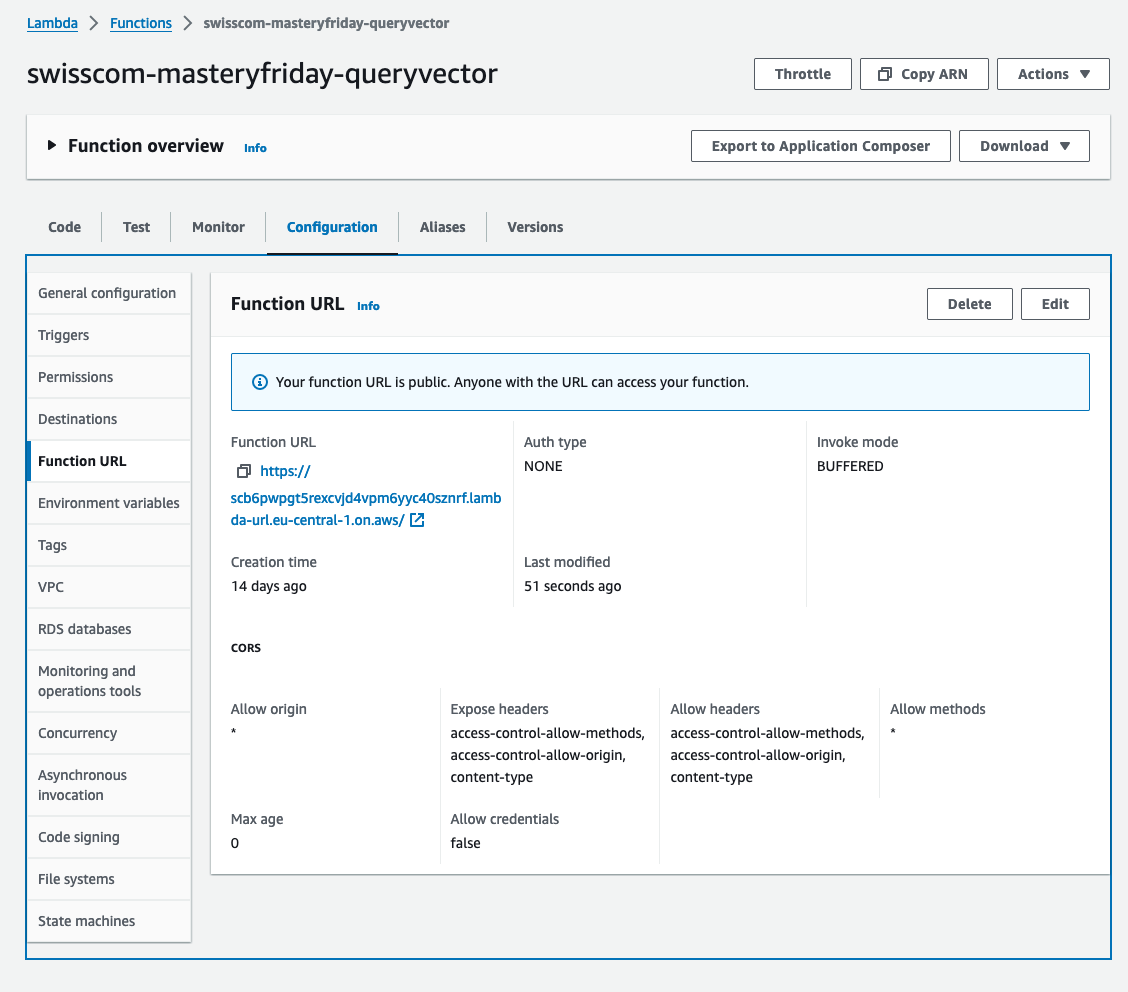 Lambda > Functions > swisscom-masteryfriday-queryvector
swisscom-masteryfriday-queryvector
Throttle
Copy ARN
Actions
Function overview Info
Export to Application Composer
Download
Code
Test
Monitor
Configuration
Aliases
Versions
General configuration
Triggers
Permissions
Destinations
Function URL
Environment variables
Tags
VPC
RDS databases
Monitoring and
operations tools
Concurrency
Asynchronous
invocation
Code signing
File systems
State machines
Function URL Info
Delete
Edit
Your function URL is public. Anyone with the URL can access your function.
Function URL
https://
scb6pwpgt5rexcvjd4vpm6yyc40sznrf.lamb
da-url.eu-central-1.on.aws/
Auth type
NONE
Invoke mode
BUFFERED
Creation time
14 days ago
Last modified
51 seconds ago
CORS
Allow origin
*
Expose headers
access-control-allow-methods,
access-control-allow-origin,
content-type
Allow headers
access-control-allow-methods,
access-control-allow-origin,
content-type
Allow methods
*
Max age
0
Allow credentials
false